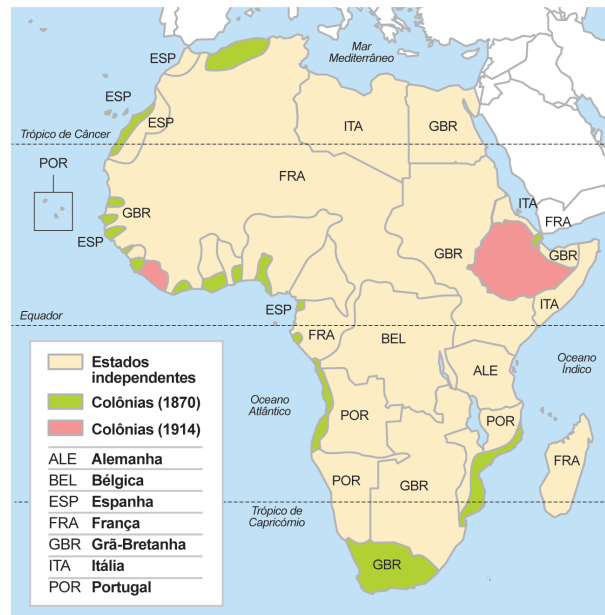 Mar
Mediterrâneo
ESP
ESP
ESP
ITA
GBR
Trópico de Câncer
POR
FRA
ITA
GBR
FRA
ESP
GBR
GBR
ESP
ITA
Equador
FRA
BEL
Oceano
Índico
ALE
Oceano
Atlântico
POR
POR
FRA
POR
GBR
Trópico de
Capricórnio
GBR
Estados
independentes
Colônias (1870)
Colônias (1914)
ALE Alemanha
BEL Bélgica
ESP Espanha
FRA França
GBR Grã-Bretanha
ITA Itália
POR Portugal